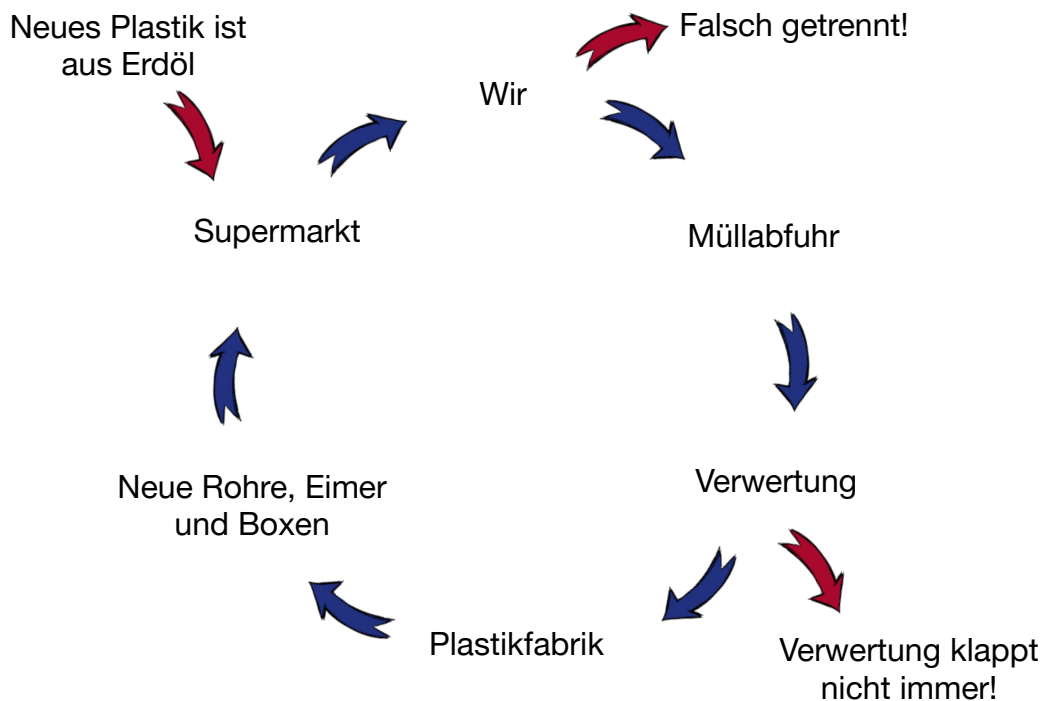 Neues Plastik ist
aus Erdöl
Falsch getrennt!
Wir
Supermarkt
Müllabfuhr
Neue Rohre, Eimer
und Boxen
Verwertung
Plastikfabrik
Verwertung klappt
nicht immer!